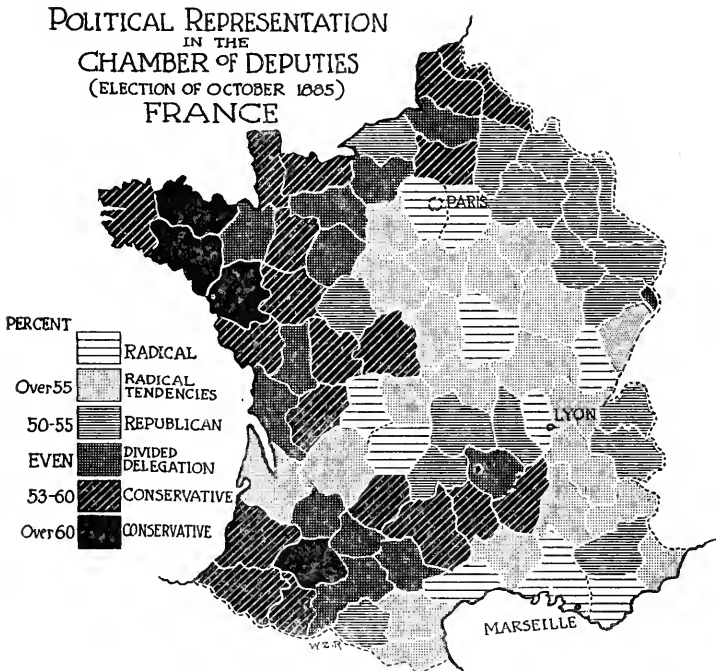 POLITICAL REPRESENTATION
IN THE
CHAMBER OF DEPUTIES
(ELECTION OF OCTOBER 1885)
FRANCE
PARIS
PERCENT
RADICAL
Over 55 RADICAL TENDENCIES
50-55 REPUBLICAN
EVEN DIVIDED DELEGATION
53-60 CONSERVATIVE
Over 60 CONSERVATIVE
LYON
MARSEILLE
W.Z.R